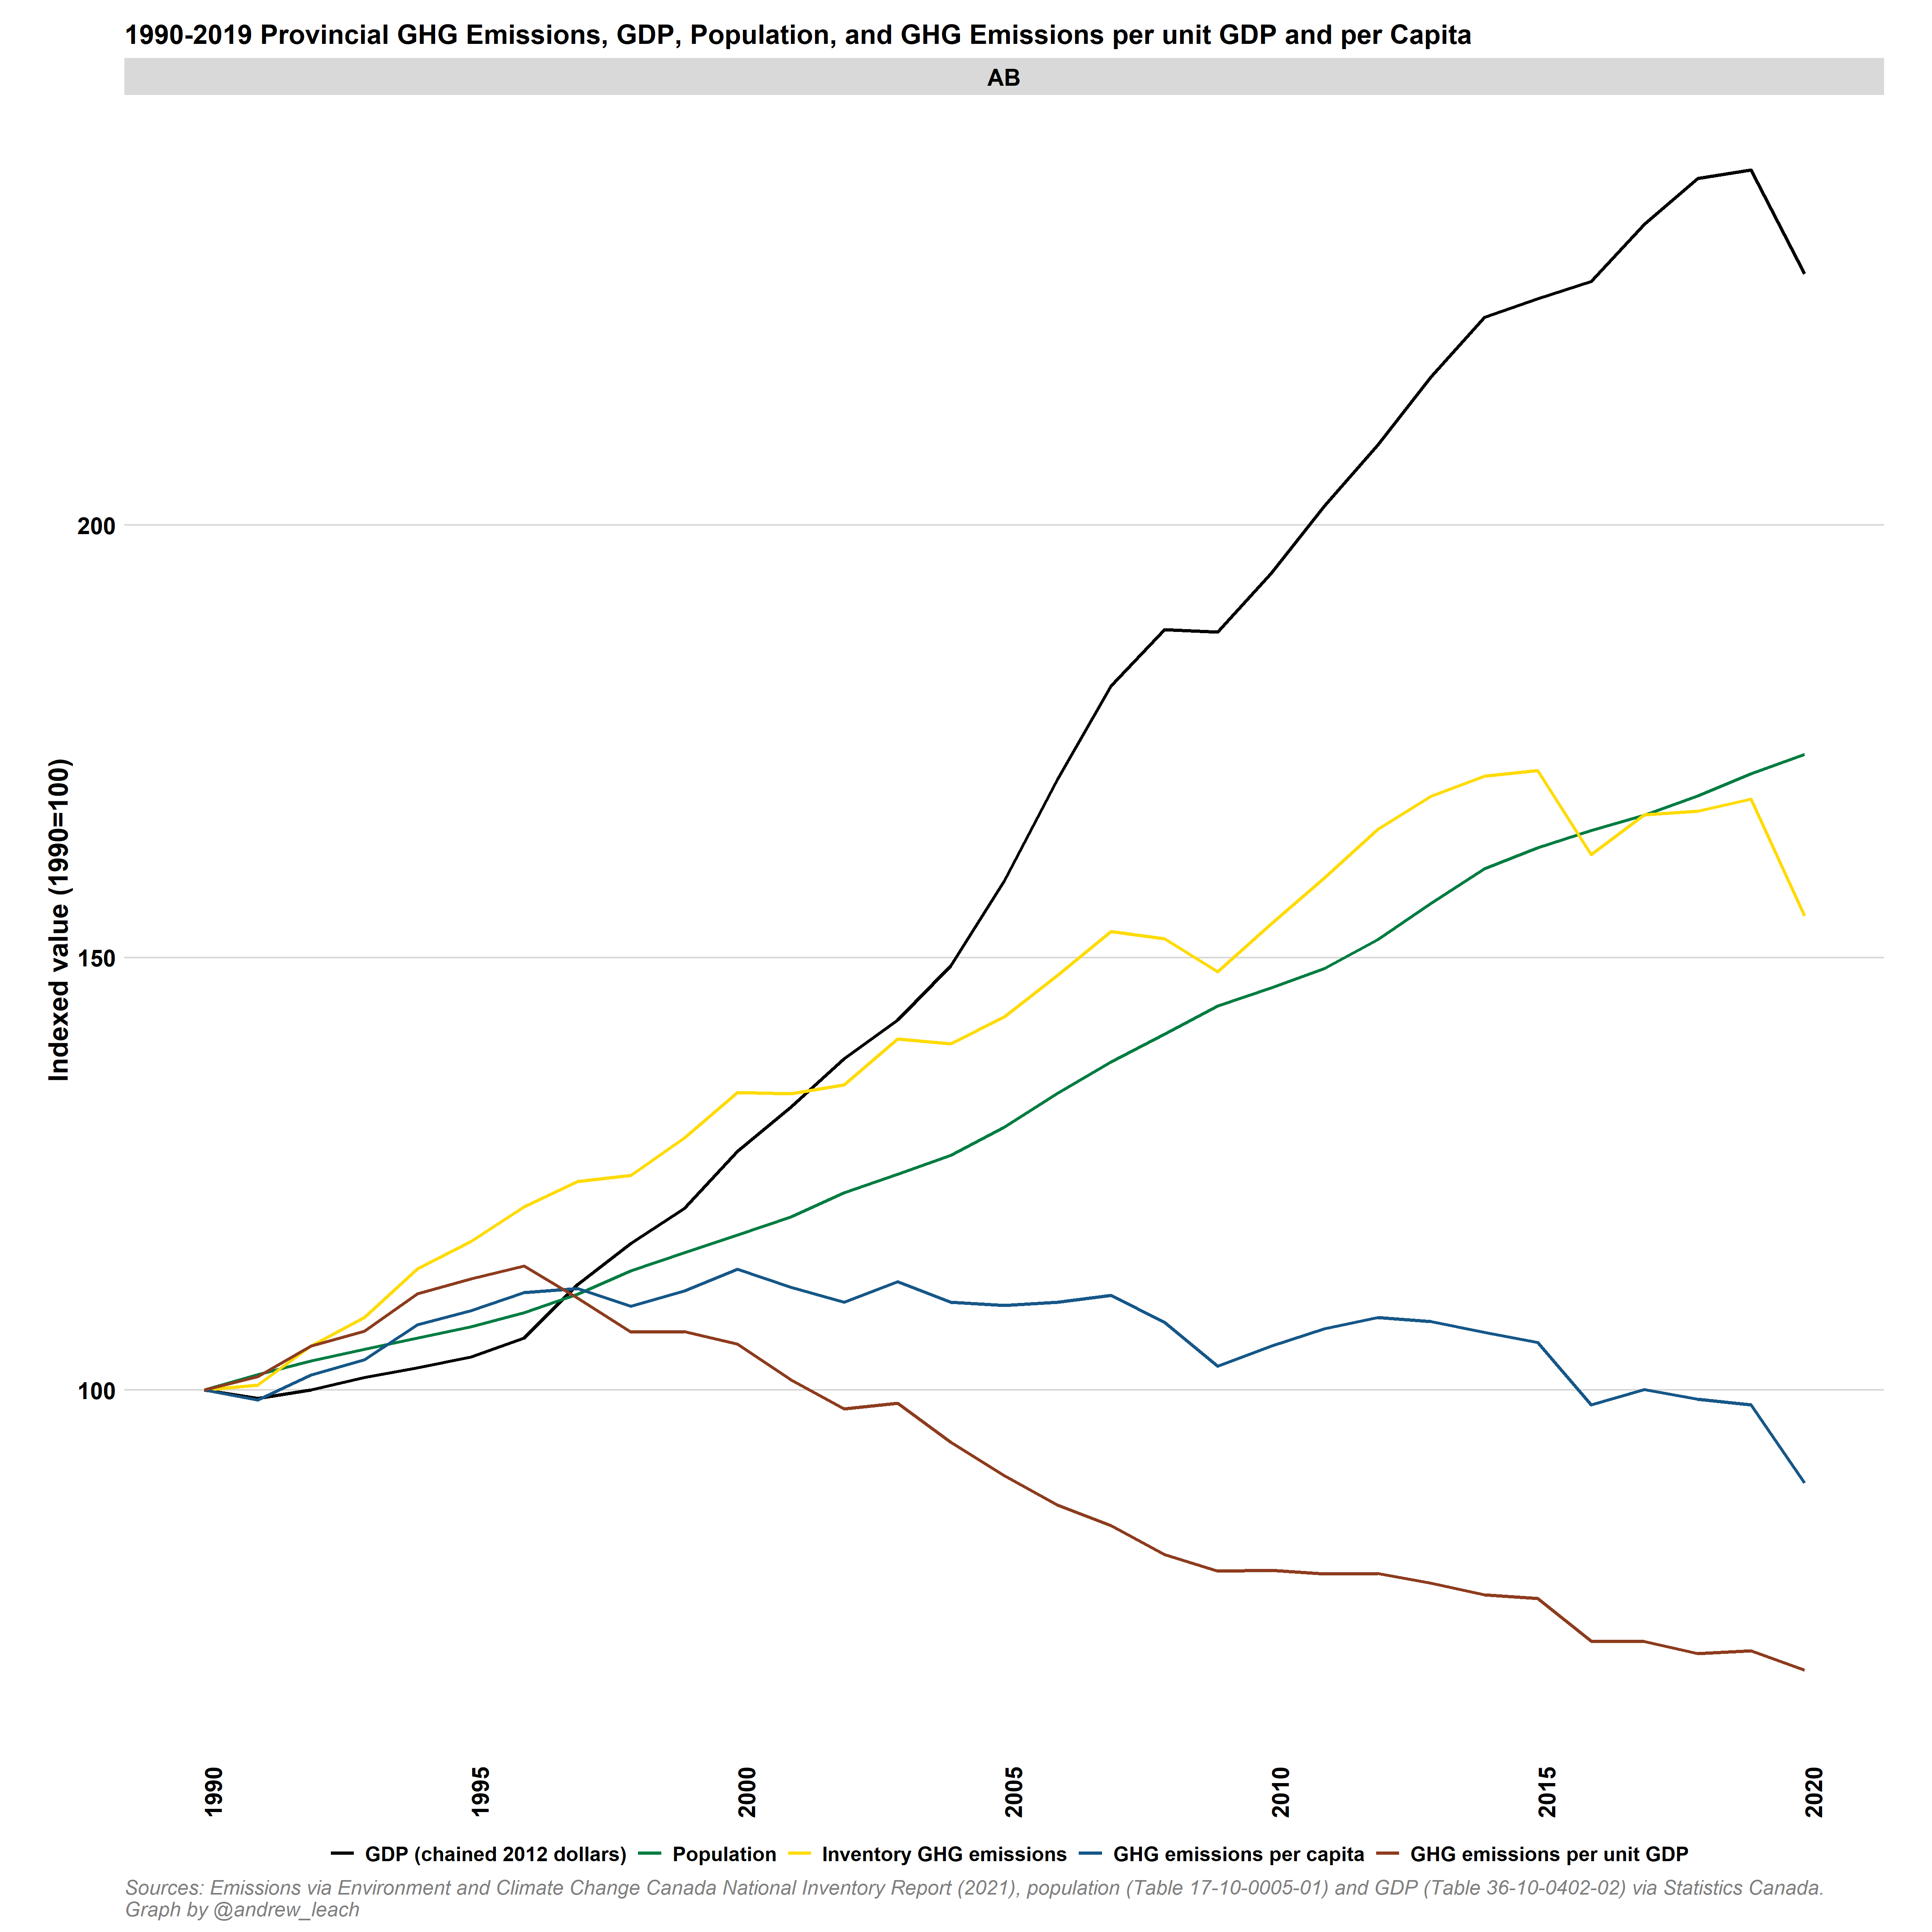 1990-2019 Provincial GHG Emissions, GDP, Population, and GHG Emissions per unit GDP and per Capita
AB
Indexed value (1990=100)
200
150
100
1990
1995
2000
2005
2010
2015
2020
GDP (chained 2012 dollars) Population Inventory GHG emissions GHG emissions per capita GHG emissions per unit GDP
Sources: Emissions via Environment and Climate Change Canada National Inventory Report (2021), population (Table 17-10-0005-01) and GDP (Table 36-10-0402-02) via Statistics Canada.
Graph by @andrew_leach